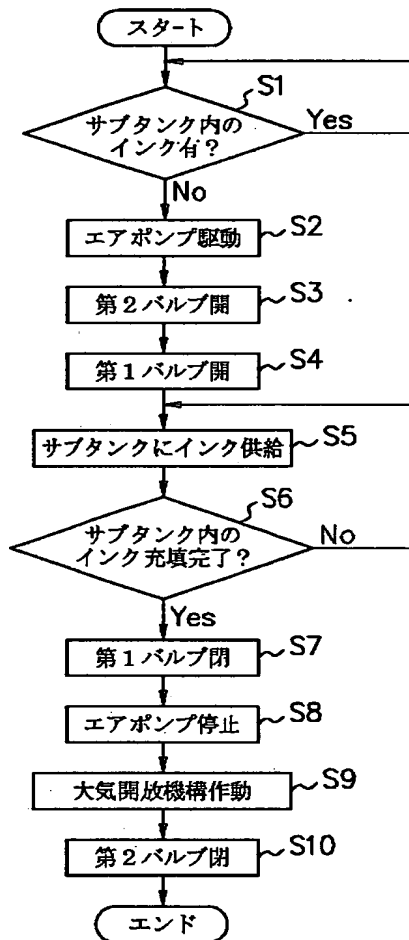 スタート
S1
サブタンク内の
インク有？
Yes
No
エアポンプ駆動
S2
第2バルブ開
S3
第1バルブ開
S4
サブタンクにインク供給
S5
S6
サブタンク内の
インク充填完了？
No
Yes
第1バルブ閉
S7
エアポンプ停止
S8
大気開放機構作動
S9
第2バルブ閉
S10
エンド